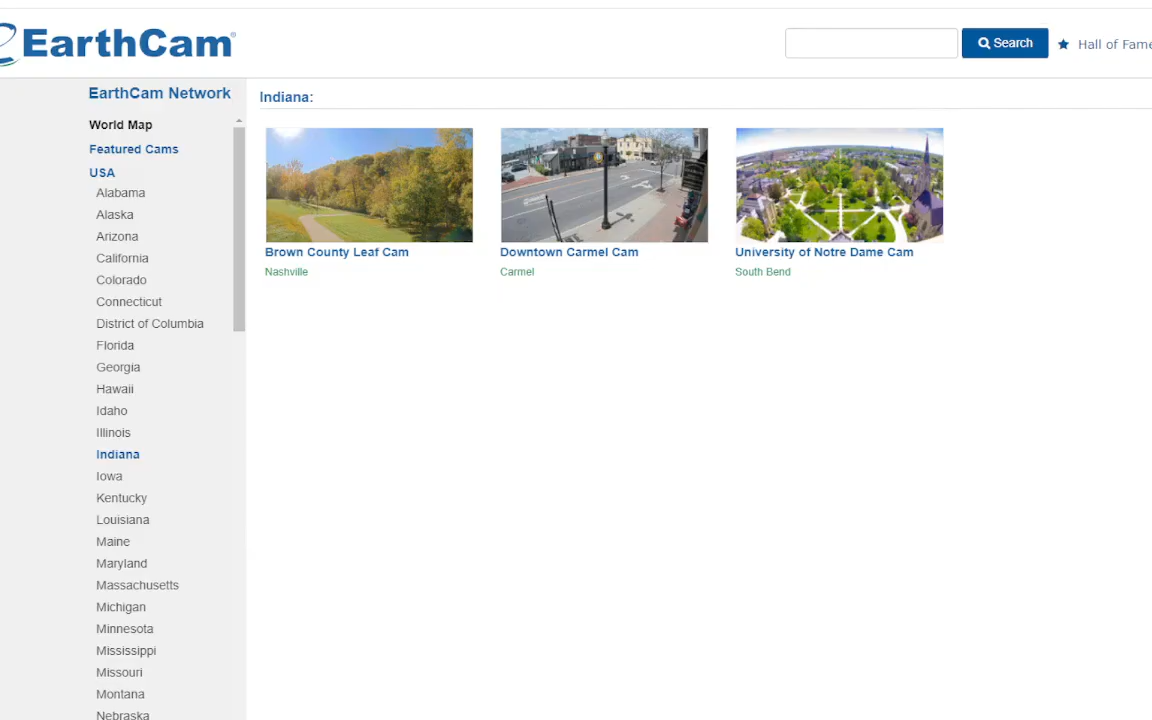 EarthCam®
Search
Hall of Fame
EarthCam Network
World Map
Featured Cams
USA
Alabama
Alaska
Arizona
California
Colorado
Connecticut
District of Columbia
Florida
Georgia
Hawaii
Idaho
Illinois
Indiana
Iowa
Kentucky
Louisiana
Maine
Maryland
Massachusetts
Michigan
Minnesota
Mississippi
Missouri
Montana
Nebraska
Indiana:
Brown County Leaf Cam
Nashville
Downtown Carmel Cam
Carmel
University of Notre Dame Cam
South Bend